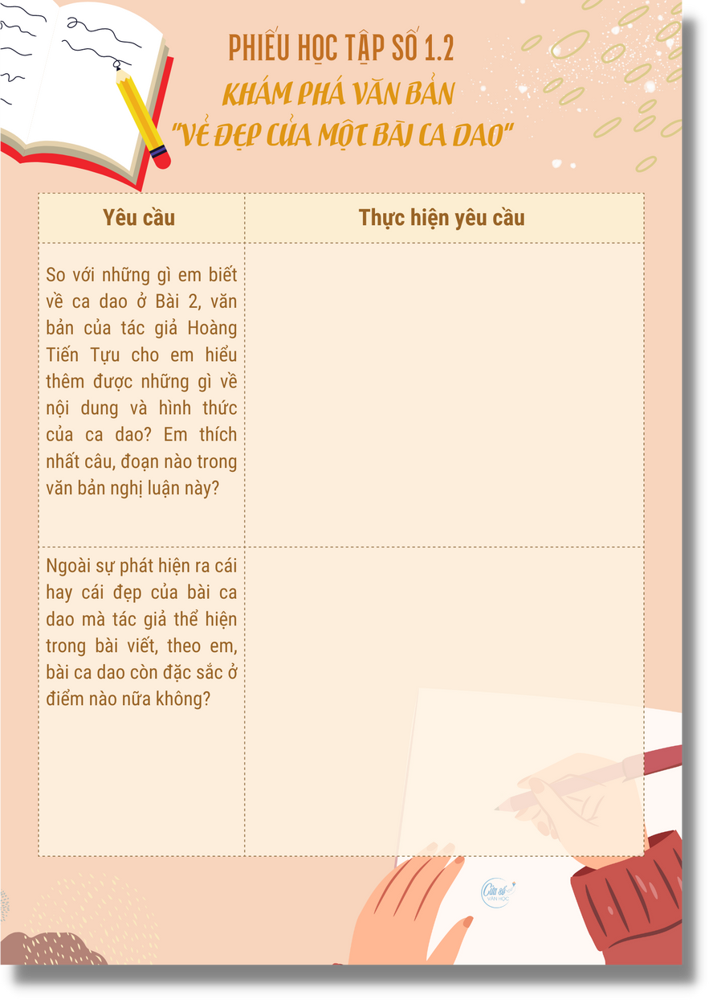 PHIẾU HỌC TẬP SỐ 1.2
KHÁM PHÁ VĂN BẢN
"VẺ ĐẸP CỦA MỘT BÀI CA DAO"
Yêu cầu
Thực hiện yêu cầu
So với những gì em biết
về ca dao ở Bài 2, văn
bản của tác giả Hoàng
Tiến Tựu cho em hiểu
thêm được những gì về
nội dung và hình thức
của ca dao? Em thích
nhất câu, đoạn nào trong
văn bản nghị luận này?
Ngoài sự phát hiện ra cái
hay cái đẹp của bài ca
dao mà tác giả thể hiện
trong bài viết, theo em,
bài ca dao còn đặc sắc ở
điểm nào nữa không?
Cửa sổ
VĂN HỌC